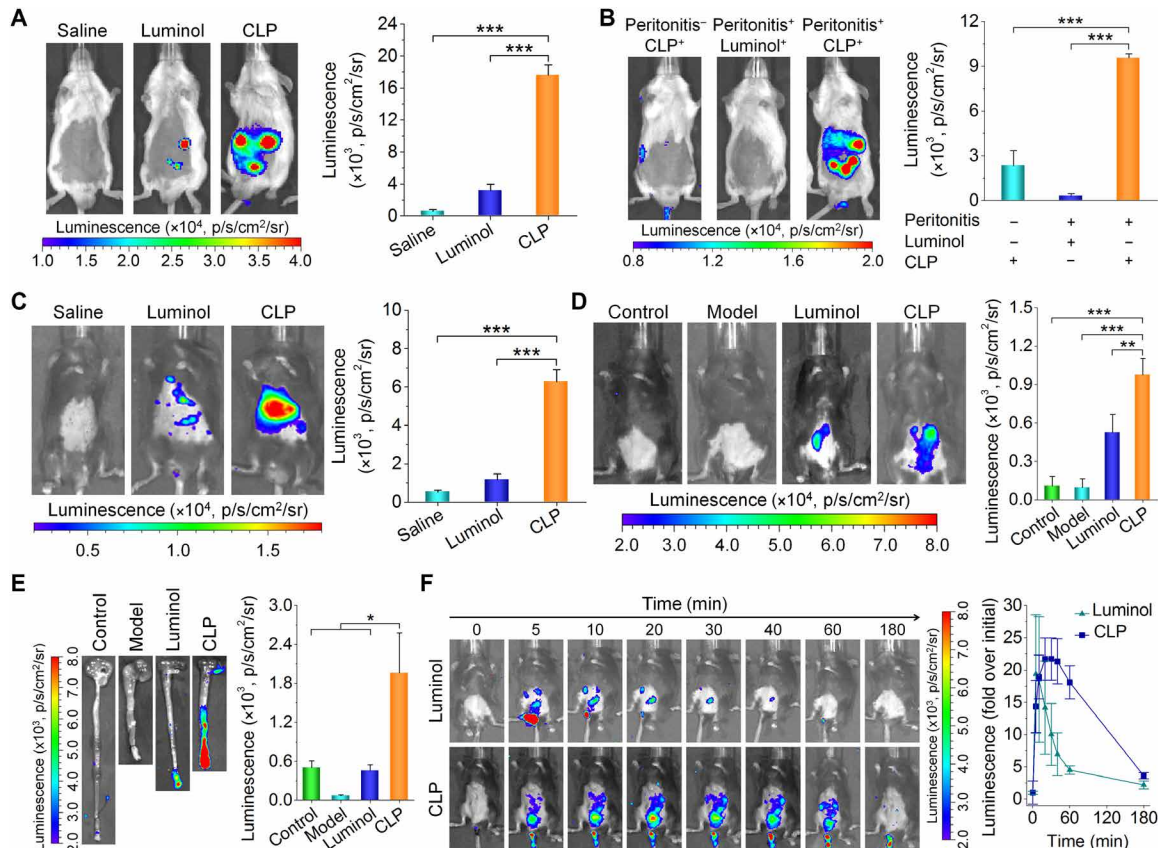 A
Saline Luminol CLP
Luminescence (×10⁴, p/s/cm²/sr)
1.0 1.6 2.2 2.8 3.4 4.0
Luminescence
(×10³, p/s/cm²/sr)
24
20
16
12
8
4
0
***
***
Saline Luminol CLP
B
Peritonitis⁻ Peritonitis⁺ Peritonitis⁺
CLP⁺ Luminol⁺ CLP⁺
Luminescence (×10⁴, p/s/cm²/sr)
0.8 1.2 1.6 2.0
Luminescence
(×10³, p/s/cm²/sr)
12
9
6
3
0
***
***
Peritonitis − + +
Luminol − + −
CLP + − +
C
Saline Luminol CLP
Luminescence (×10⁴, p/s/cm²/sr)
0.5 1.0 1.5
Luminescence
(×10³, p/s/cm²/sr)
10
8
6
4
2
0
***
***
Saline Luminol CLP
D
Control Model Luminol CLP
Luminescence (×10⁴, p/s/cm²/sr)
2.0 3.0 4.0 5.0 6.0 7.0 8.0
Luminescence (×10³, p/s/cm²/sr)
1.5
1.2
0.9
0.6
0.3
0.0
***
***
**
Control Model Luminol CLP
E
Control Model Luminol CLP
Luminescence (×10³, p/s/cm²/sr)
8.0
7.0
6.0
5.0
4.0
3.0
2.0
Luminescence (×10³, p/s/cm²/sr)
3.0
2.4
1.8
1.2
0.6
0.0
*
Control Model Luminol CLP
F
Time (min)
0 5 10 20 30 40 60 180
Luminol
CLP
Luminescence (×10³, p/s/cm²/sr)
8.0
7.0
6.0
5.0
4.0
3.0
2.0
Luminescence (fold over initial)
30
25
20
15
10
5
0
Luminol
CLP
0 60 120 180
Time (min)